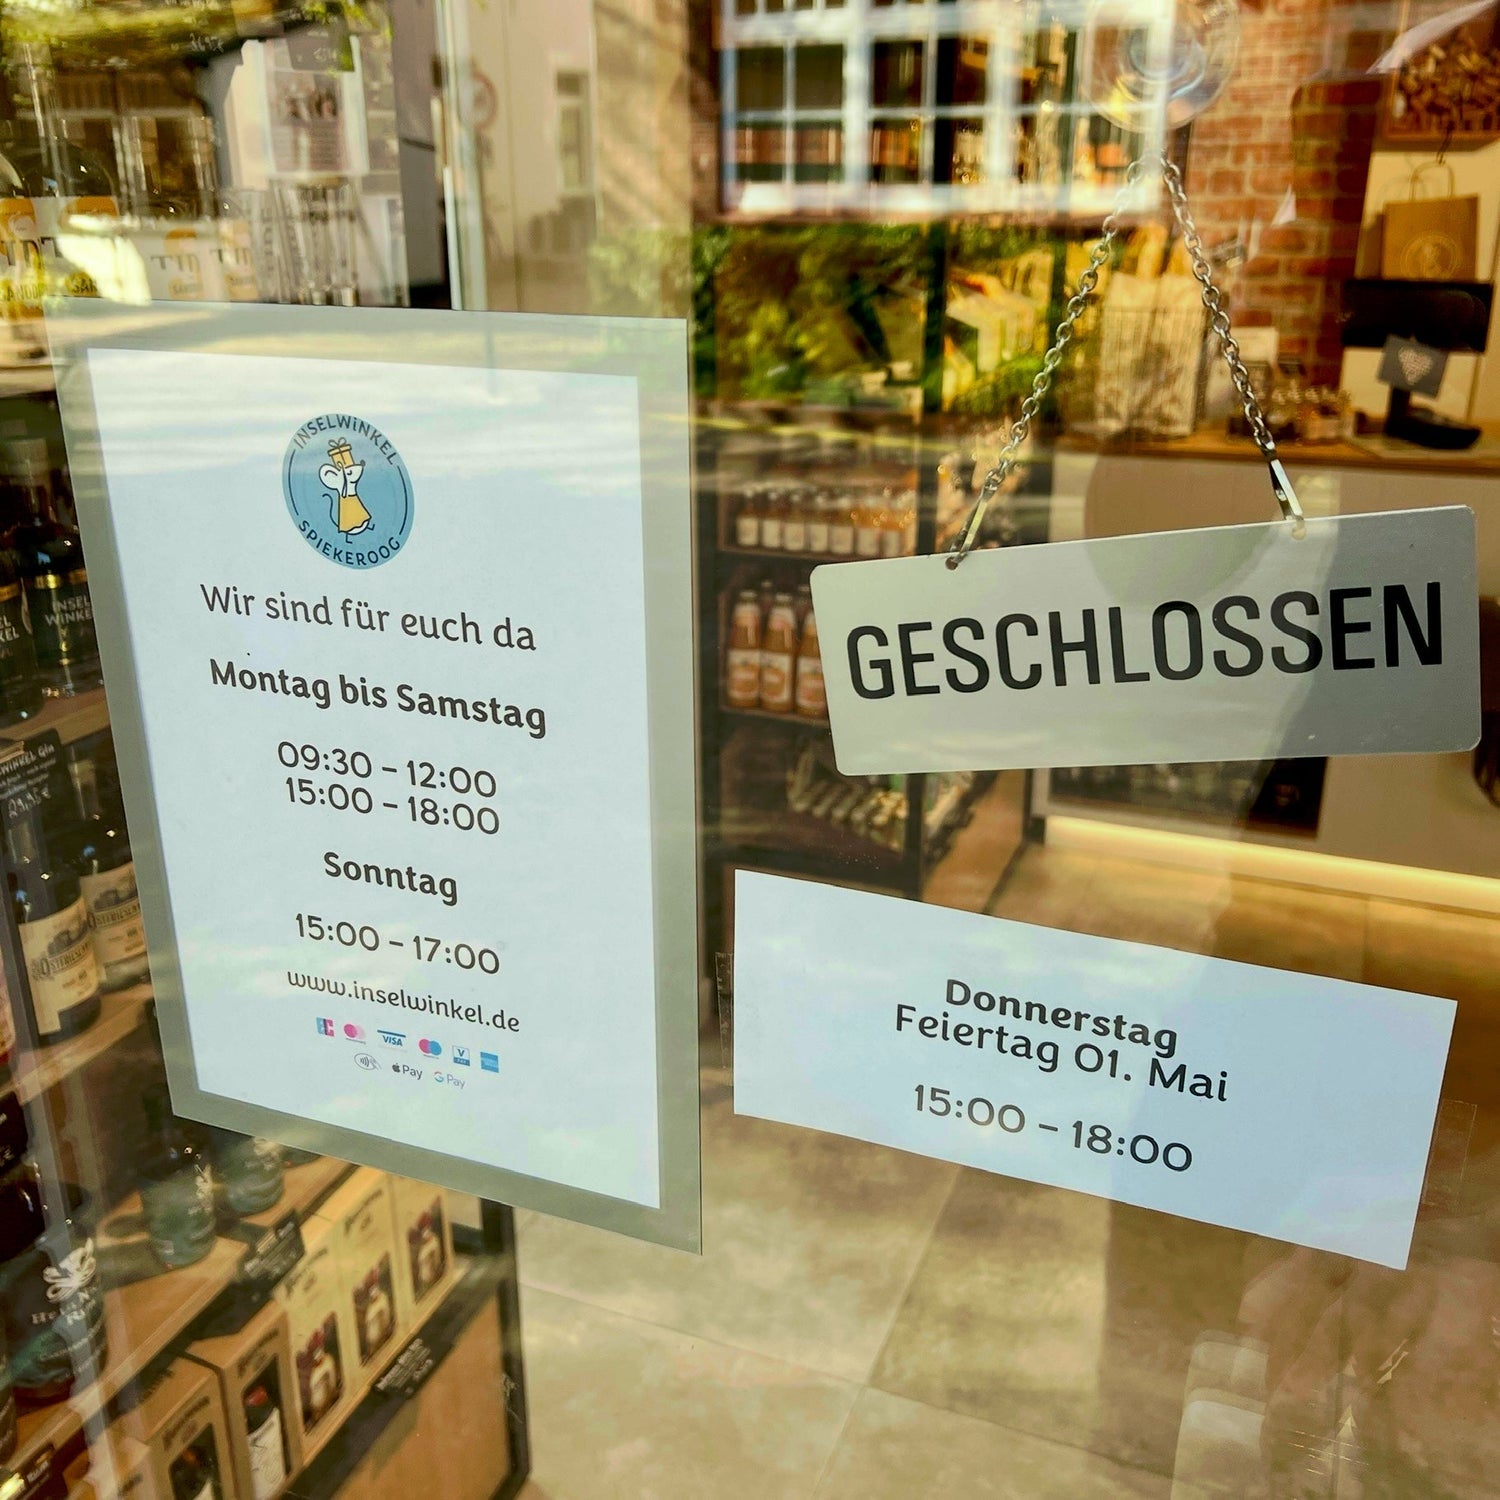 INSELWiNKEL
SPIEKEROOG
Wir sind für euch da
Montag bis Samstag
09:30 – 12:00
15:00 – 18:00
Sonntag
15:00 – 17:00
www.inselwinkel.de
VISA
Pay
G Pay
GESCHLOSSEN
Donnerstag
Feiertag 01. Mai
15:00 – 18:00